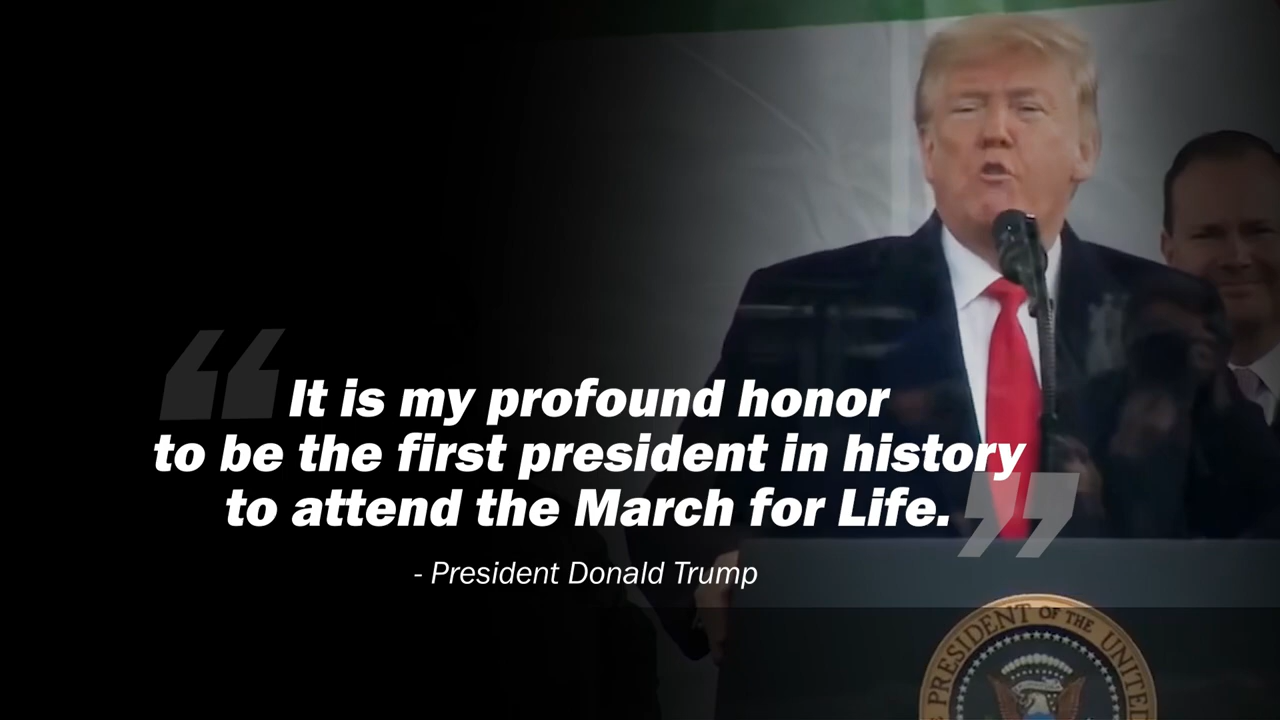 “It is my profound honor
to be the first president in history
to attend the March for Life.”
- President Donald Trump
PRESIDENT OF THE UNITED